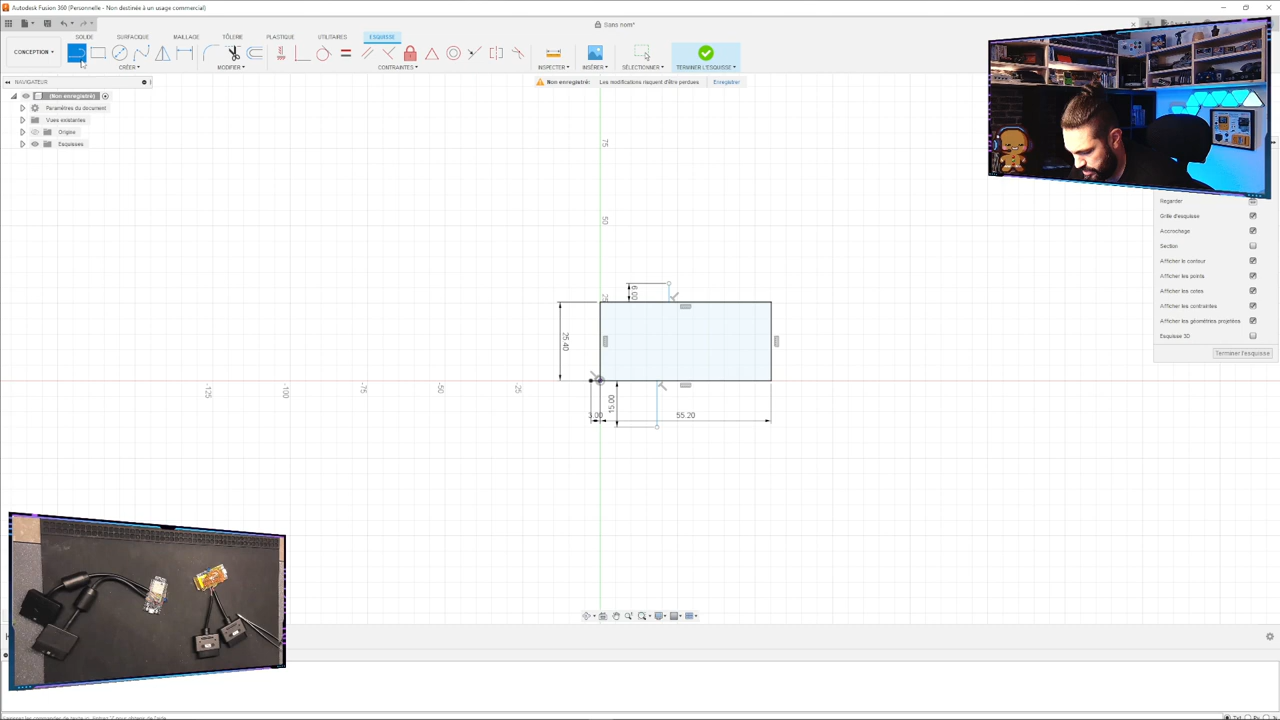 Autodesk Fusion 360 (Personnelle - Non destinée à un usage commercial)
Sans nom*
SOLIDE SURFACIQUE MAILLAGE TÔLERIE PLASTIQUE UTILITAIRES ESQUISSE
CONCEPTION
CRÉER MODIFIER CONTRAINTES INSPECTER INSÉRER SÉLECTIONNER TERMINER L'ESQUISSE
NAVIGATEUR
Non enregistré: Les modifications risquent d'être perdues Enregistrer
(Non enregistré)
Paramètres du document
Vues existantes
Origine
Esquisses
75
50
25
-125
-100
-75
-50
-25
6.00
25.40
15.00
3.00
55.20
Regarder
Grille d'esquisse
Accrochage
Section
Afficher le contour
Afficher les points
Afficher les cotes
Afficher les contraintes
Afficher les géométries projetées
Esquisse 3D
Terminer l'esquisse